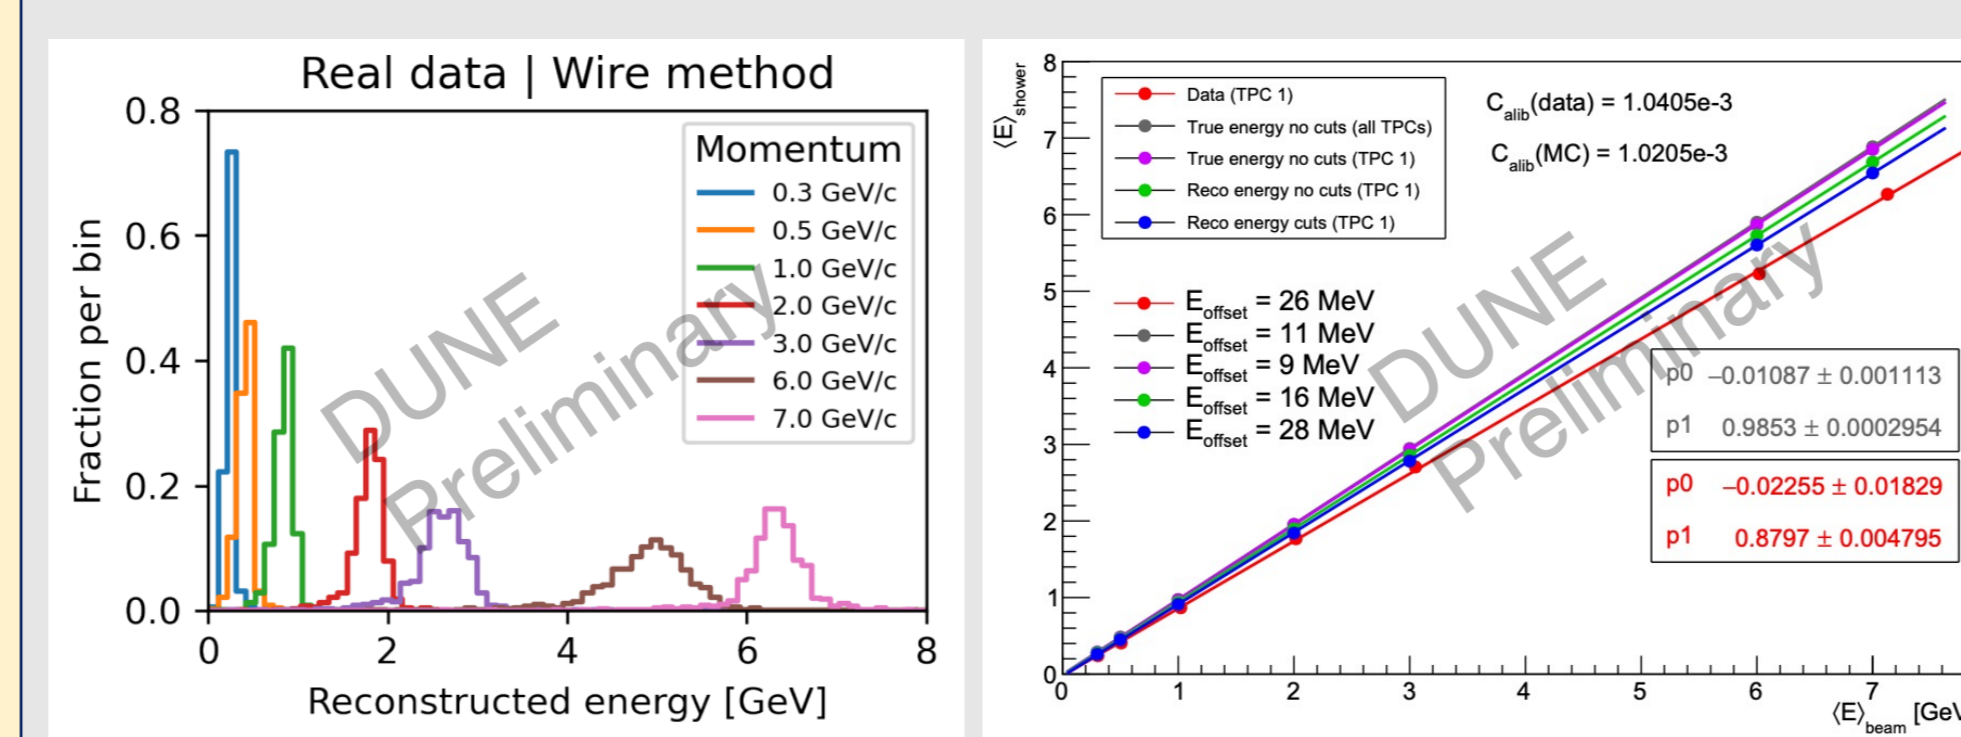 Real data | Wire method
0.8
0.6
0.4
0.2
0.0
Fraction per bin
Momentum
0.3 GeV/c
0.5 GeV/c
1.0 GeV/c
2.0 GeV/c
3.0 GeV/c
6.0 GeV/c
7.0 GeV/c
DUNE
Preliminary
0 2 4 6 8
Reconstructed energy [GeV]
⟨E⟩shower
8
7
6
5
4
3
2
1
0
Data (TPC 1)
True energy no cuts (all TPCs)
True energy no cuts (TPC 1)
Reco energy no cuts (TPC 1)
Reco energy cuts (TPC 1)
Calib(data) = 1.0405e-3
Calib(MC) = 1.0205e-3
Eoffset = 26 MeV
Eoffset = 11 MeV
Eoffset = 9 MeV
Eoffset = 16 MeV
Eoffset = 28 MeV
DUNE
Preliminary
p0 −0.01087 ± 0.001113
p1 0.9853 ± 0.0002954
p0 −0.02255 ± 0.01829
p1 0.8797 ± 0.004795
0 1 2 3 4 5 6 7
⟨E⟩beam [GeV